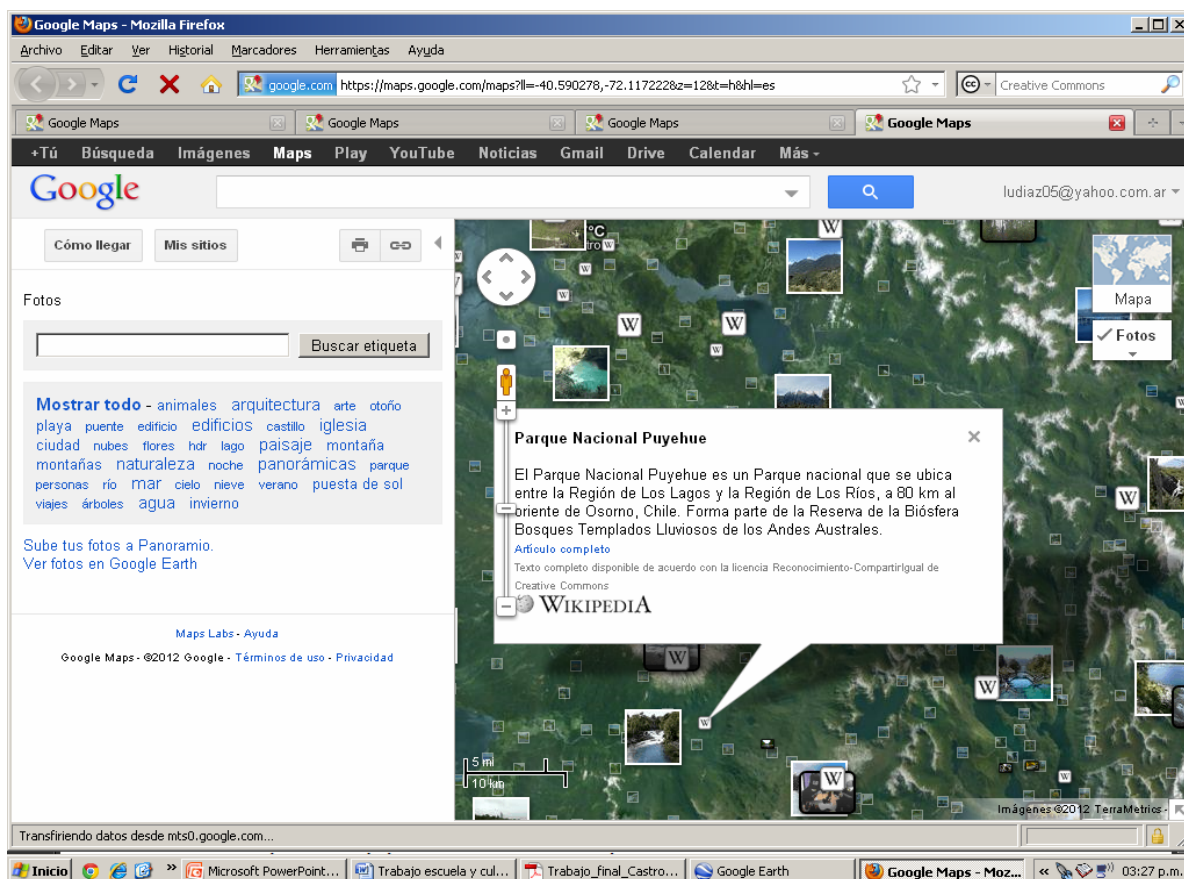 Google Maps - Mozilla Firefox
Archivo Editar Ver Historial Marcadores Herramientas Ayuda
google.com https://maps.google.com/maps?ll=-40.590278,-72.117222&z=12&t=h&hl=es
Creative Commons
Google Maps Google Maps Google Maps Google Maps
+Tú Búsqueda Imágenes Maps Play YouTube Noticias Gmail Drive Calendar Más
Google
ludiaz05@yahoo.com.ar
Cómo llegar Mis sitios
Fotos
Buscar etiqueta
Mostrar todo - animales arquitectura arte otoño
playa puente edificio edificios castillo iglesia
ciudad nubes flores hdr lago paisaje montaña
montañas naturaleza noche panorámicas parque
personas río mar cielo nieve verano puesta de sol
viajes árboles agua invierno
Sube tus fotos a Panoramio.
Ver fotos en Google Earth
Maps Labs - Ayuda
Google Maps - ©2012 Google - Términos de uso - Privacidad
°C
W
W
W
W
W
W
W
Mapa
Fotos
Parque Nacional Puyehue
El Parque Nacional Puyehue es un Parque nacional que se ubica
entre la Región de Los Lagos y la Región de Los Ríos, a 80 km al
oriente de Osorno, Chile. Forma parte de la Reserva de la Biósfera
Bosques Templados Lluviosos de los Andes Australes.
Artículo completo
Texto completo disponible de acuerdo con la licencia Reconocimiento-CompartirIgual de
Creative Commons
WIKIPEDIA
W
W
W
W
W
W
5 mi
10 km
Imágenes ©2012 TerraMetrics -
Transfiriendo datos desde mts0.google.com...
Inicio Microsoft PowerPoint... Trabajo escuela y cul... Trabajo_final_Castro... Google Earth Google Maps - Moz... 03:27 p.m.